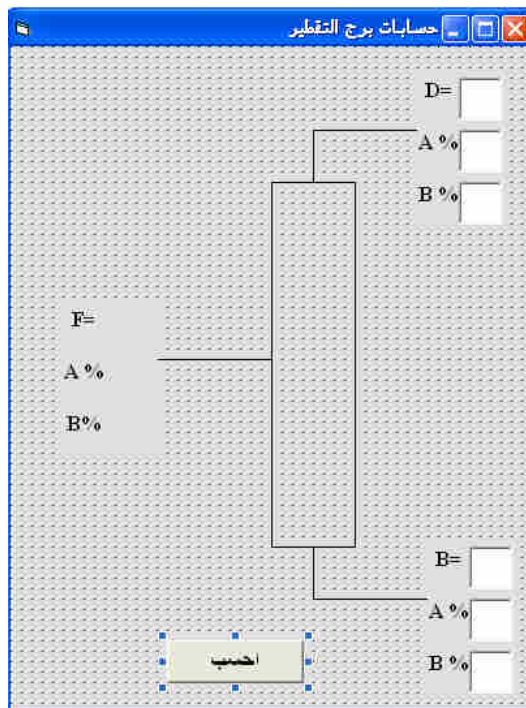 حسابات برج التقطير
D=
A %
B %
F=
A %
B%
B=
A %
B %
احسب